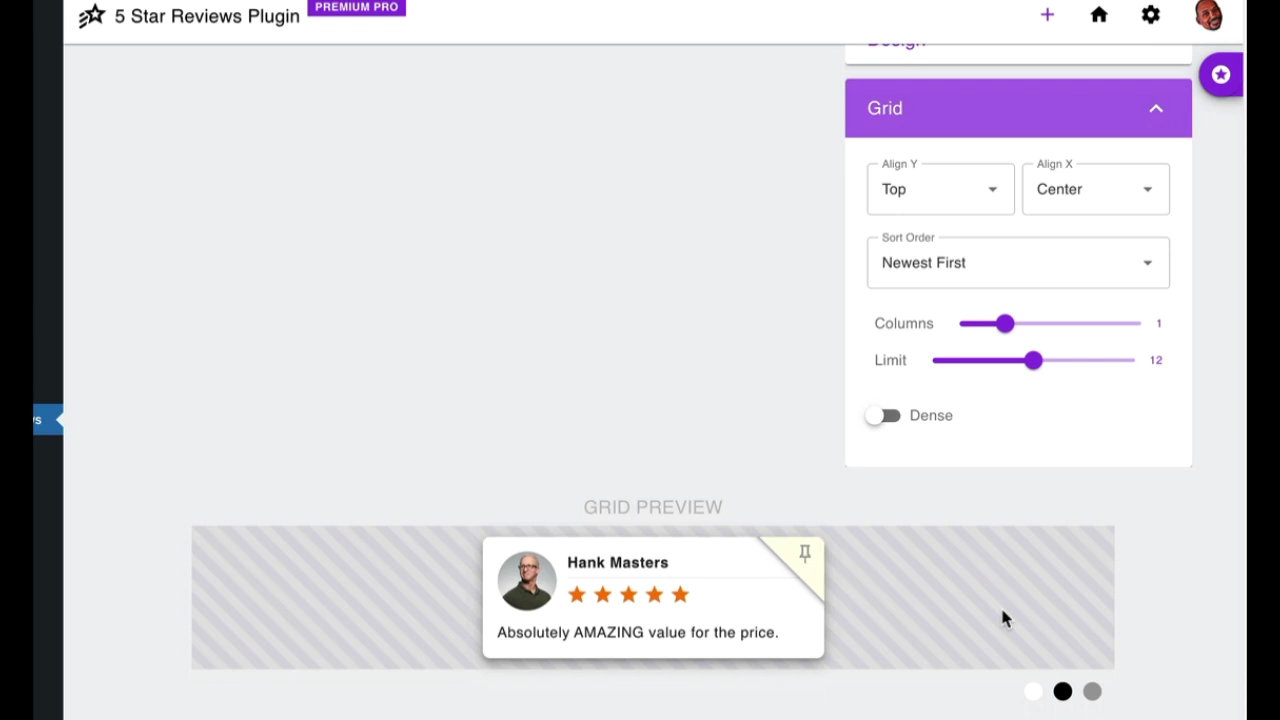 5 Star Reviews Plugin
PREMIUM PRO
Design
Grid
Align Y
Top
Align X
Center
Sort Order
Newest First
Columns
1
Limit
12
Dense
GRID PREVIEW
Hank Masters
Absolutely AMAZING value for the price.